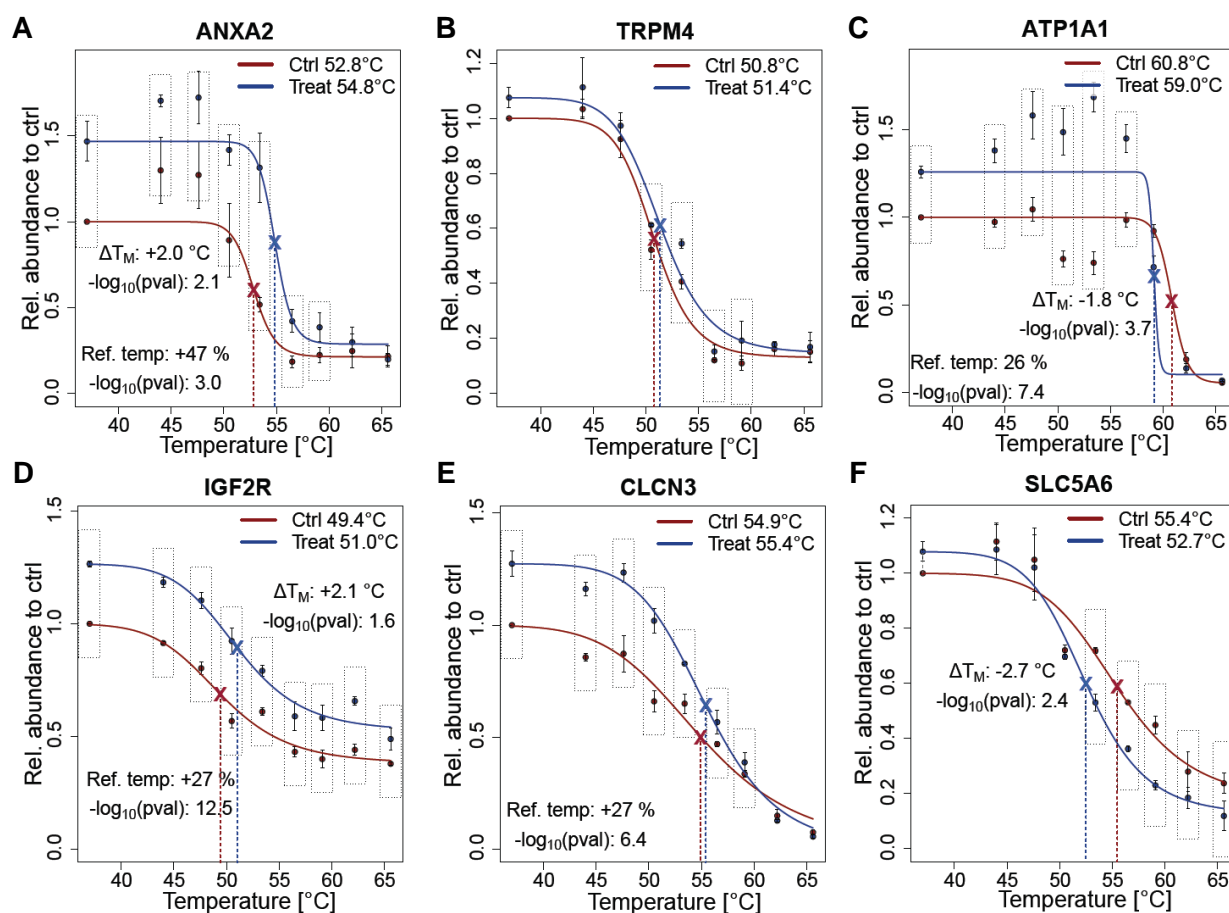 A
ANXA2
Ctrl 52.8°C
Treat 54.8°C
Rel. abundance to ctrl
1.5
1.0
0.5
0.0
ΔTM: +2.0 °C
-log10(pval): 2.1
Ref. temp: +47 %
-log10(pval): 3.0
40 45 50 55 60 65
Temperature [°C]
B
TRPM4
Ctrl 50.8°C
Treat 51.4°C
Rel. abundance to ctrl
1.2
1.0
0.8
0.6
0.4
0.2
0.0
40 45 50 55 60 65
Temperature [°C]
C
ATP1A1
Ctrl 60.8°C
Treat 59.0°C
Rel. abundance to ctrl
1.5
1.0
0.5
0.0
ΔTM: -1.8 °C
-log10(pval): 3.7
Ref. temp: 26 %
-log10(pval): 7.4
40 45 50 55 60 65
Temperature [°C]
D
IGF2R
Ctrl 49.4°C
Treat 51.0°C
Rel. abundance to ctrl
1.5
1.0
0.5
0.0
ΔTM: +2.1 °C
-log10(pval): 1.6
Ref. temp: +27 %
-log10(pval): 12.5
40 45 50 55 60 65
Temperature [°C]
E
CLCN3
Ctrl 54.9°C
Treat 55.4°C
Rel. abundance to ctrl
1.5
1.0
0.5
0.0
Ref. temp: +27 %
-log10(pval): 6.4
40 45 50 55 60 65
Temperature [°C]
F
SLC5A6
Ctrl 55.4°C
Treat 52.7°C
Rel. abundance to ctrl
1.2
1.0
0.8
0.6
0.4
0.2
0.0
ΔTM: -2.7 °C
-log10(pval): 2.4
40 45 50 55 60 65
Temperature [°C]